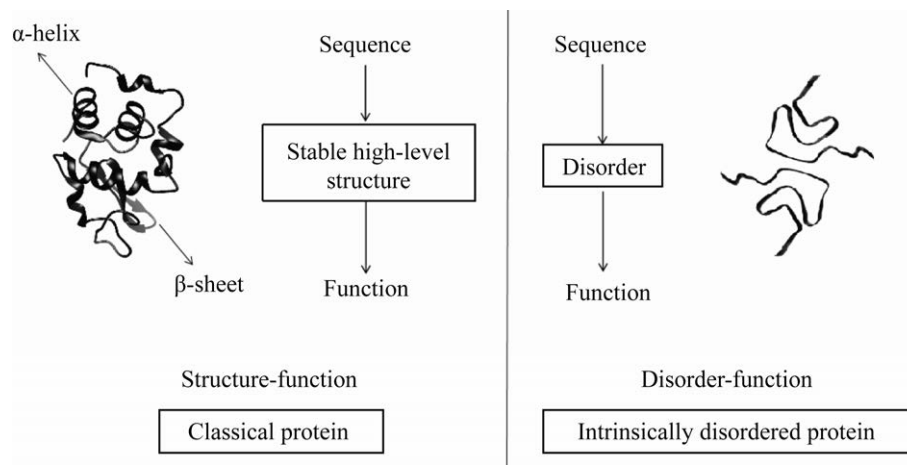 α-helix
Sequence
Stable high-level
structure
Function
β-sheet
Structure-function
Classical protein
Sequence
Disorder
Function
Disorder-function
Intrinsically disordered protein